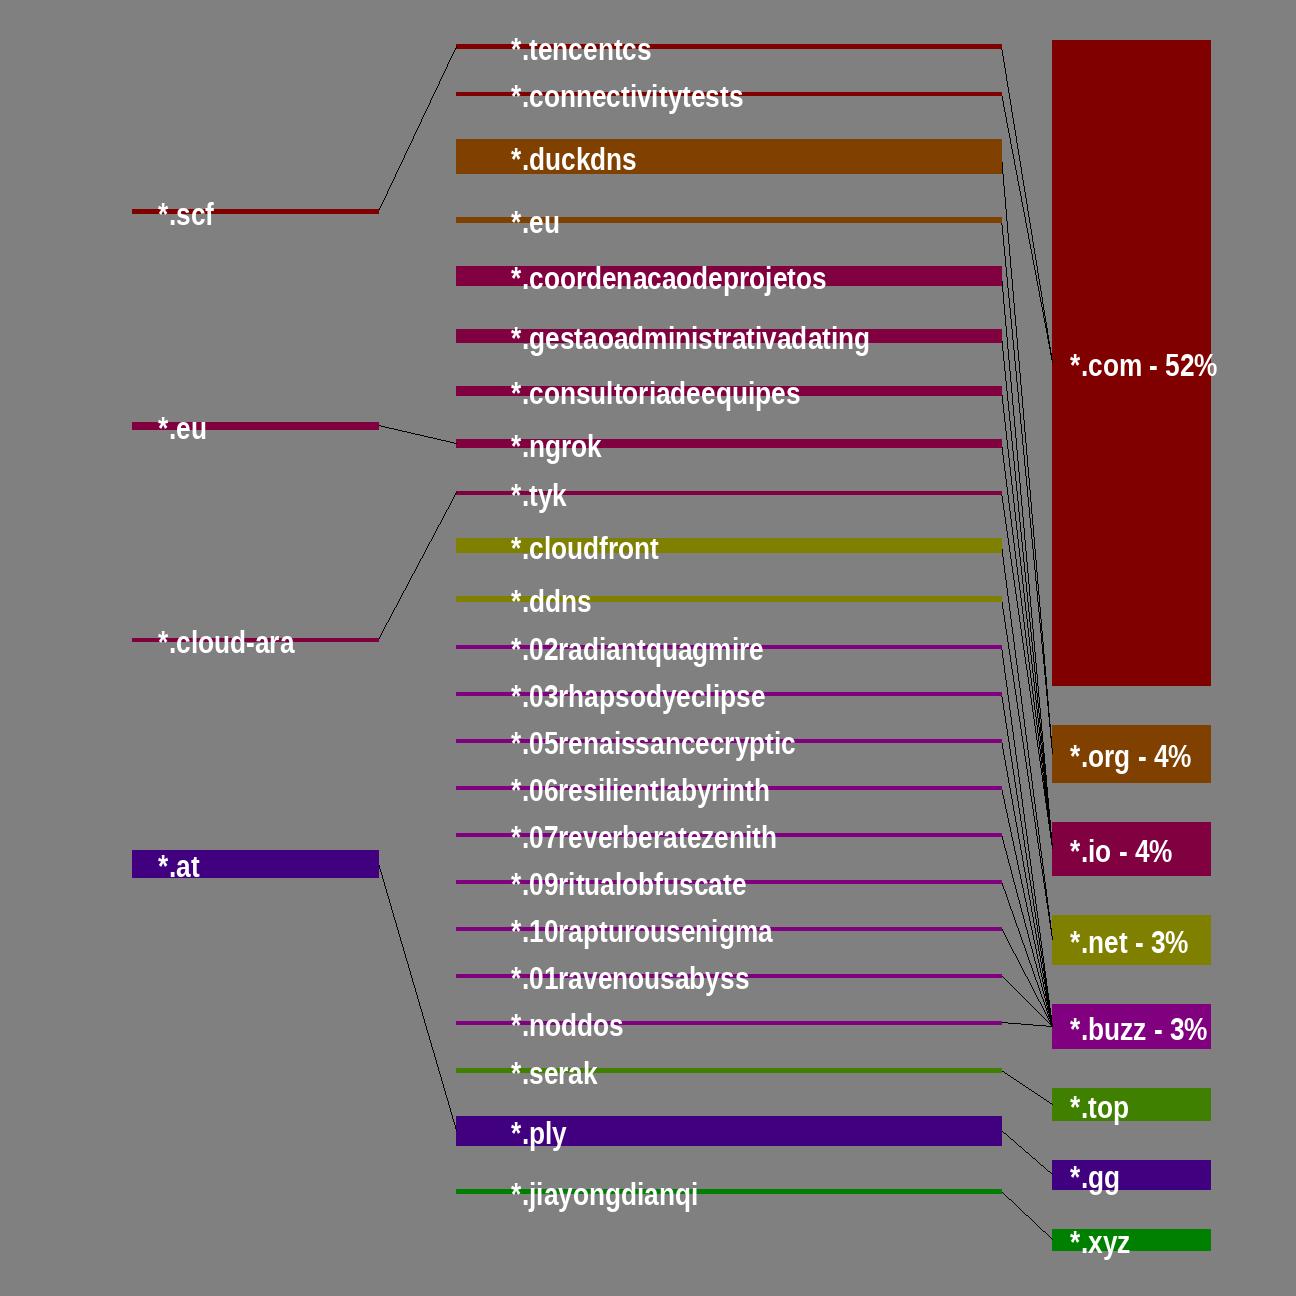 *.scf
*.eu
*.cloud-ara
*.at
*.tencentcs
*.connectivitytests
*.duckdns
*.eu
*.coordenacaodeprojetos
*.gestaoadministrativadating
*.consultoriadeequipes
*.ngrok
*.tyk
*.cloudfront
*.ddns
*.02radiantquagmire
*.03rhapsodyeclipse
*.05renaissancecryptic
*.06resilientlabyrinth
*.07reverberatezenith
*.09ritualobfuscate
*.10rapturousenigma
*.01ravenousabyss
*.noddos
*.serak
*.ply
*.jiayongdianqi
*.com - 52%
*.org - 4%
*.io - 4%
*.net - 3%
*.buzz - 3%
*.top
*.gg
*.xyz